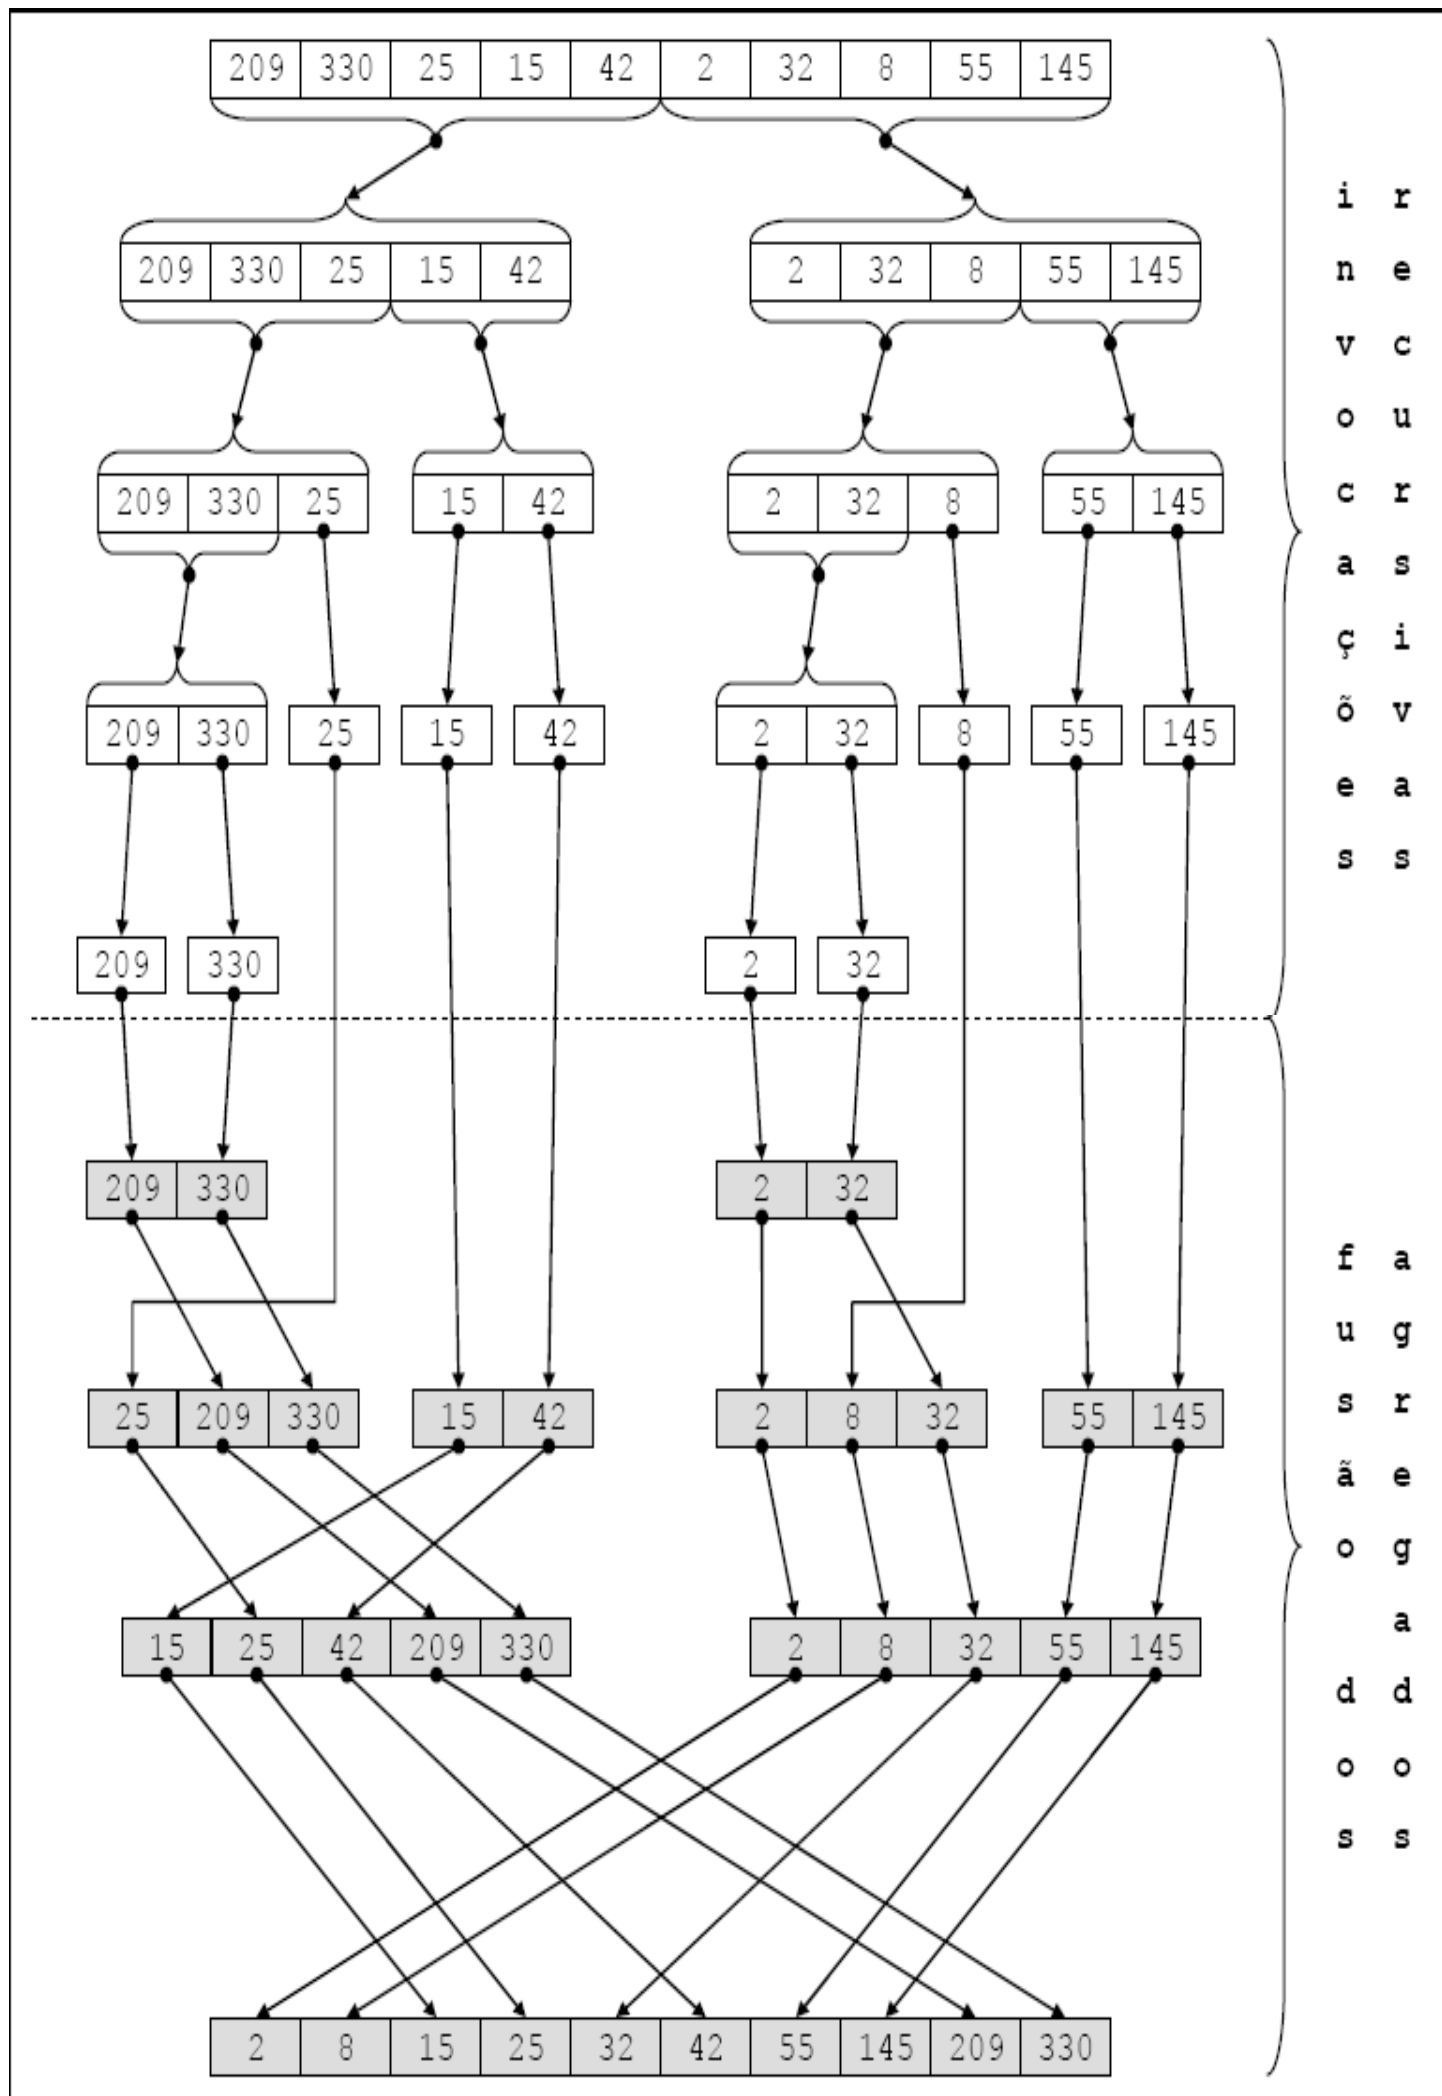 209 330 25 15 42 2 32 8 55 145
209 330 25 15 42 2 32 8 55 145
209 330 25 15 42 2 32 8 55 145
209 330 25 15 42 2 32 8 55 145
209 330 2 32
209 330 2 32
25 209 330 15 42 2 8 32 55 145
15 25 42 209 330 2 8 32 55 145
2 8 15 25 32 42 55 145 209 330
invocações
recursivas
fusão dos
agregados